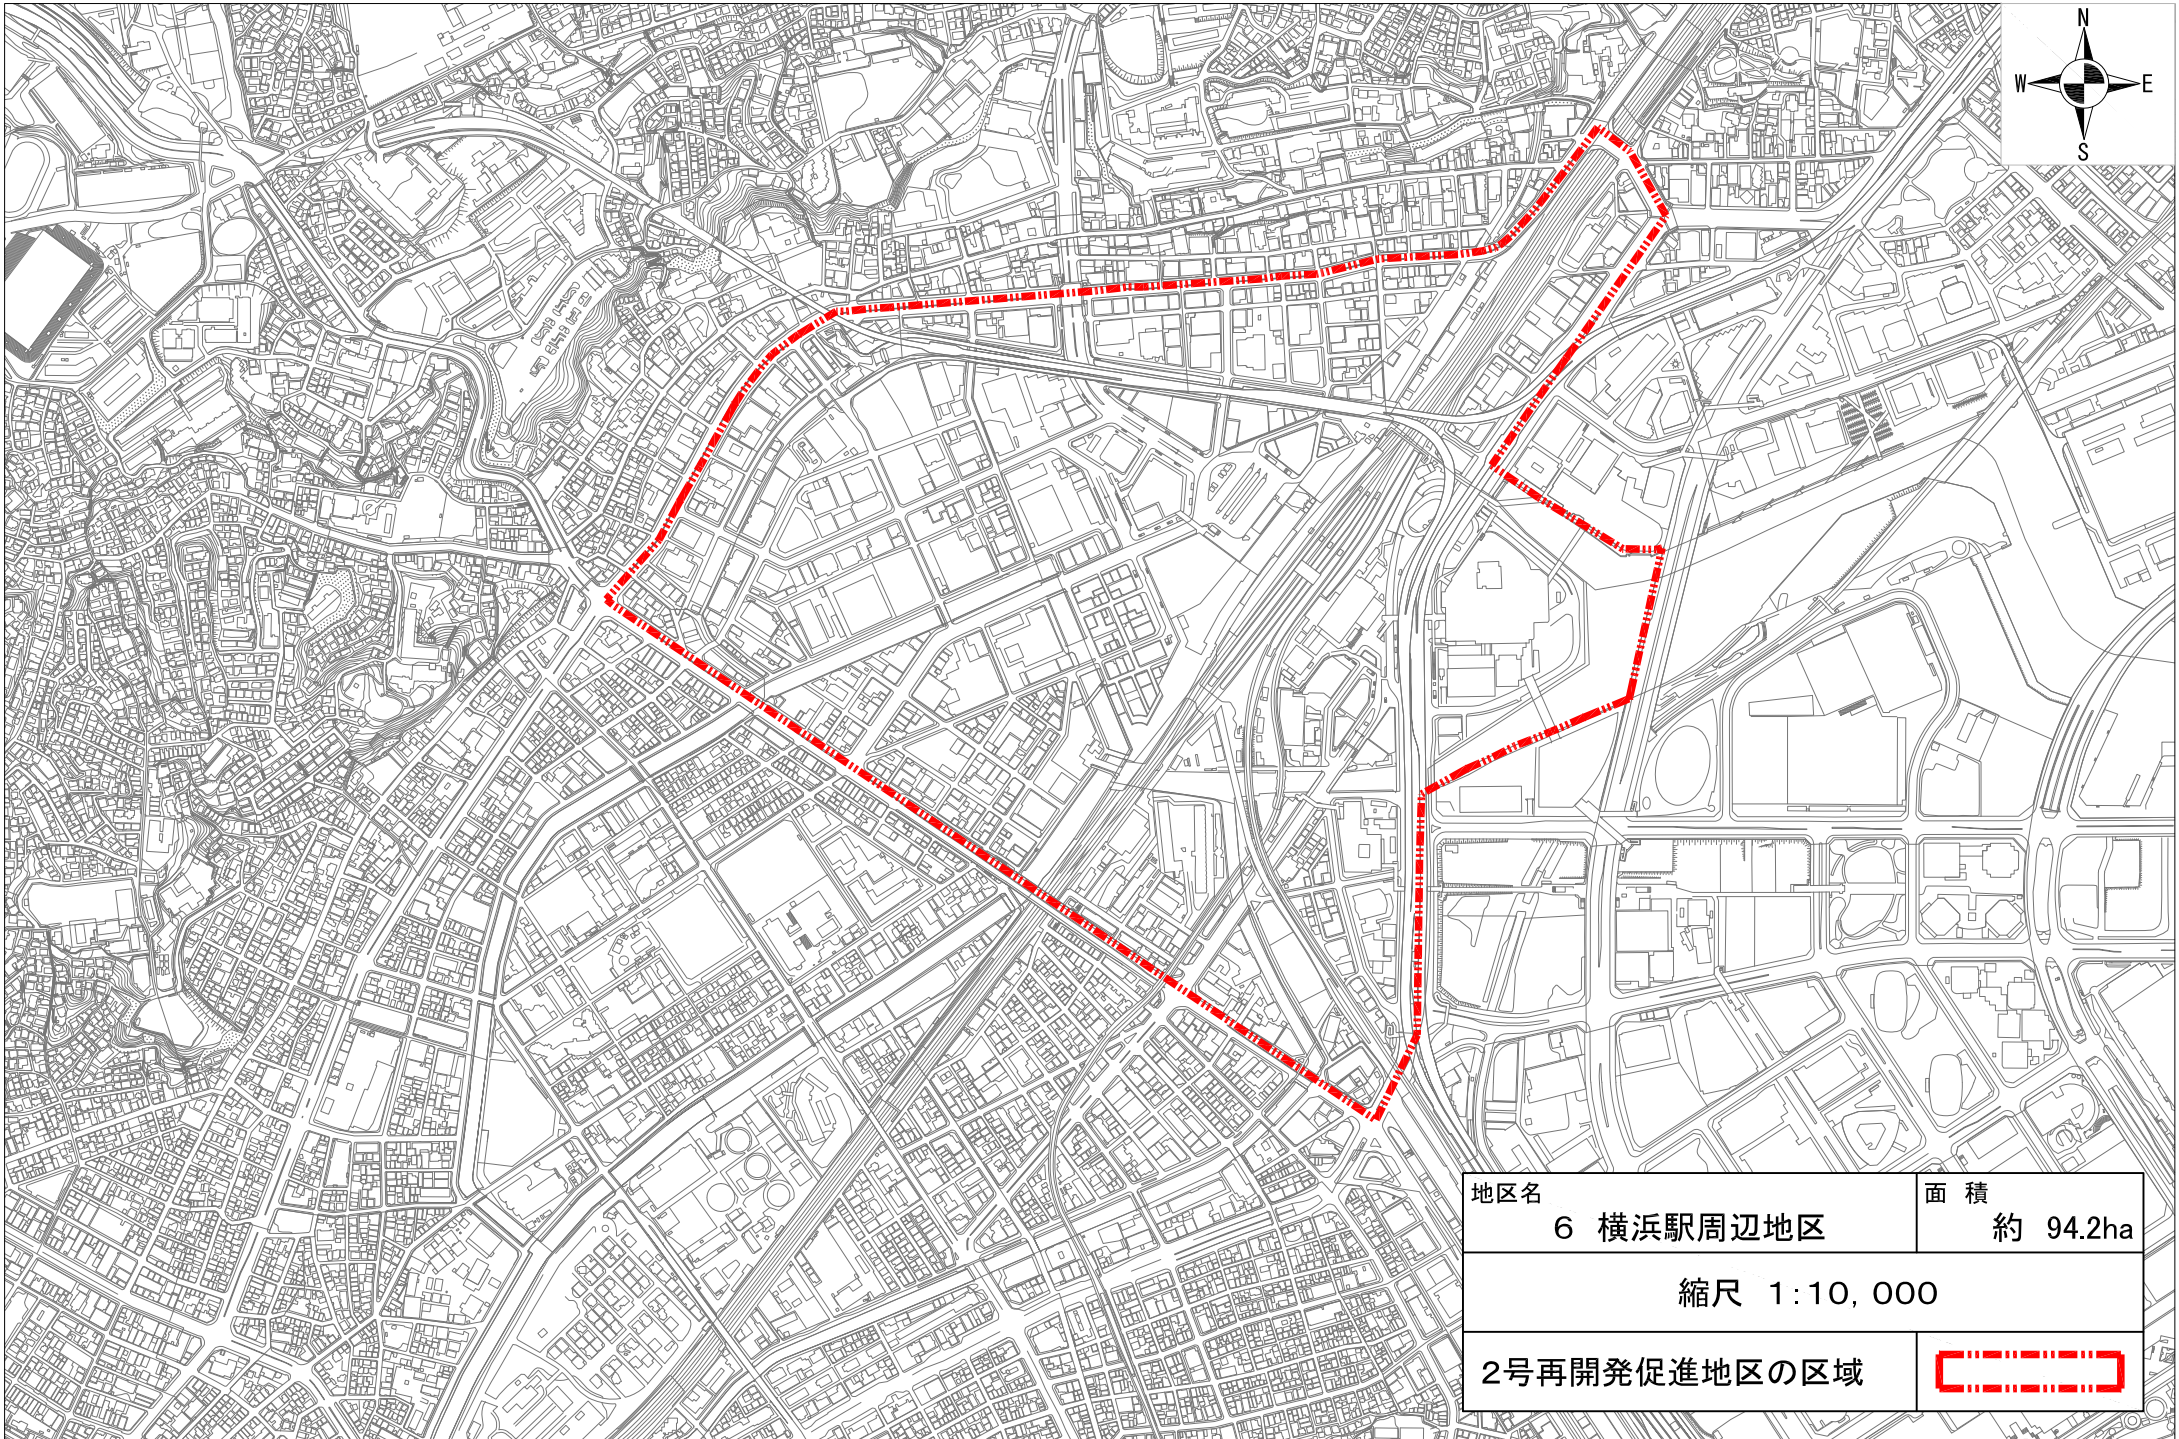 N
W E
S
地区名
6 横浜駅周辺地区
面 積
約 94.2ha
縮尺 1:10,000
2号再開発促進地区の区域